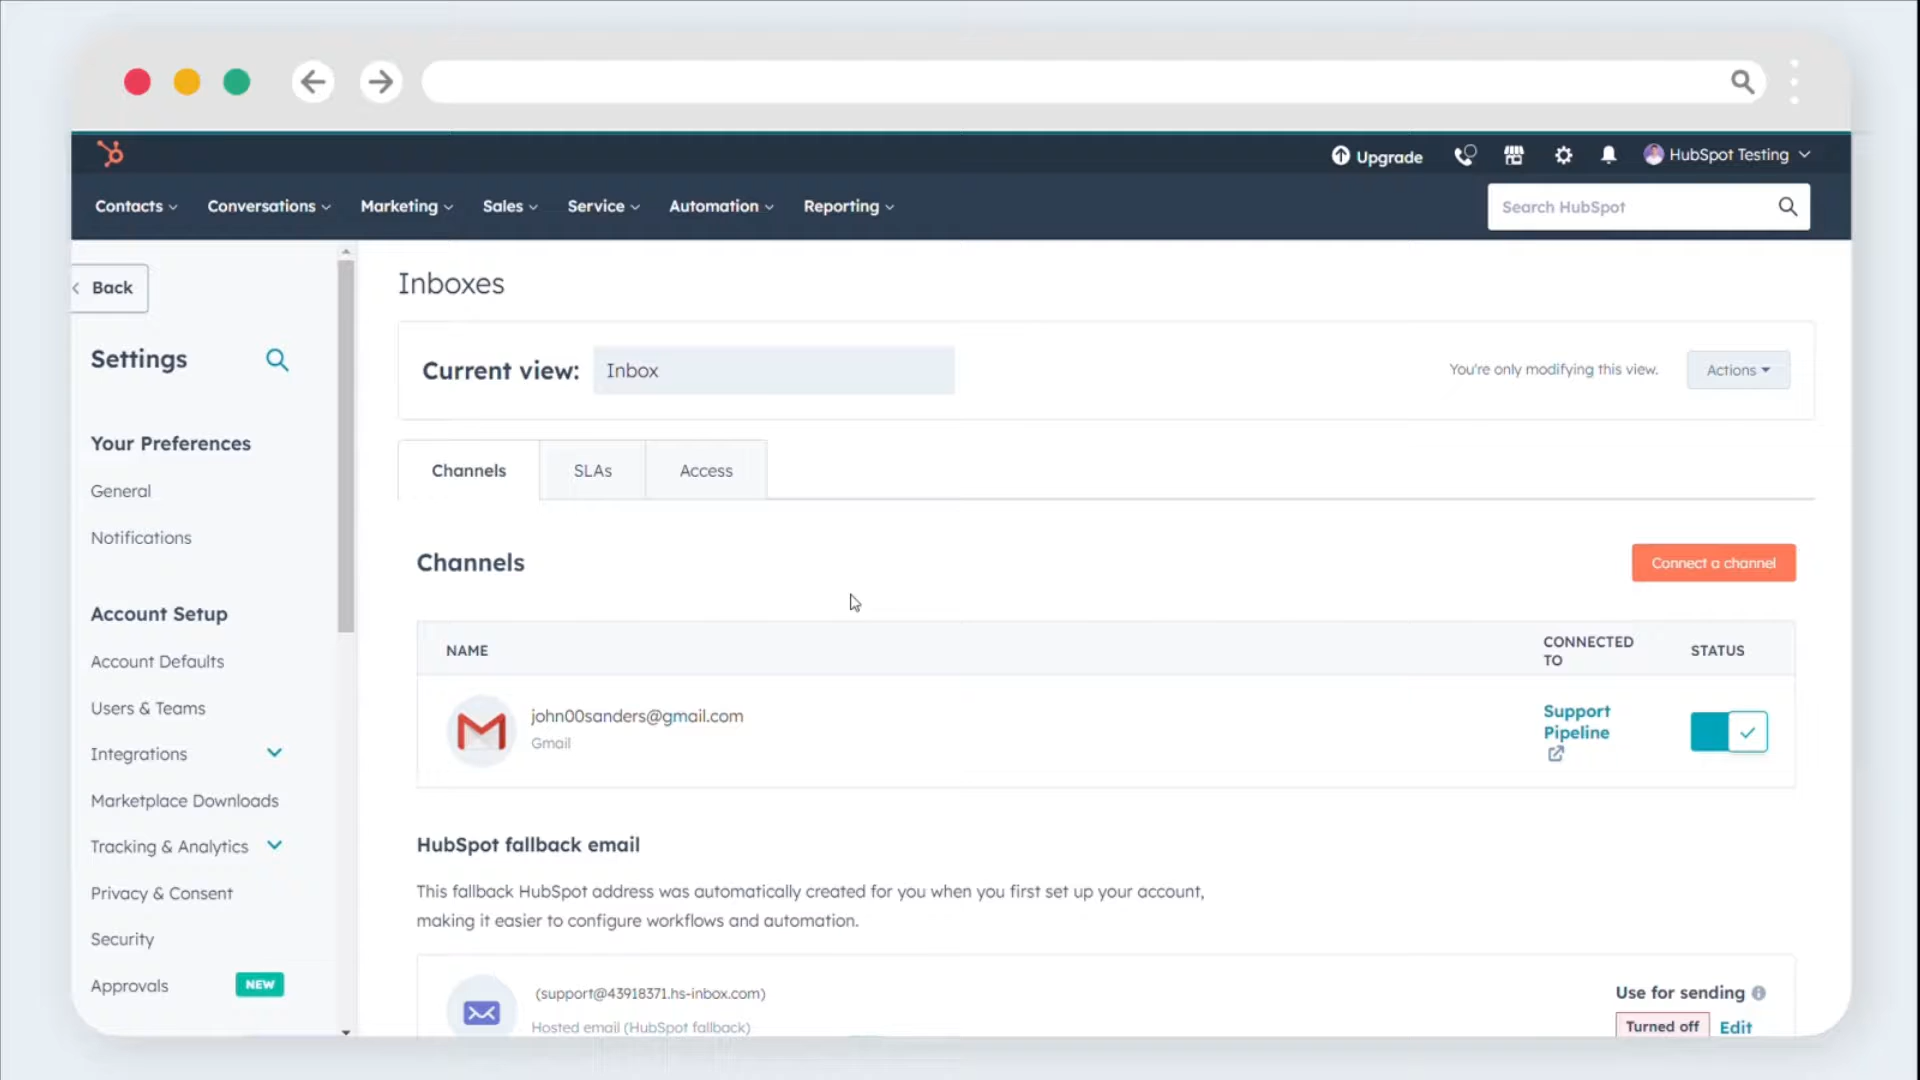 Upgrade
HubSpot Testing
Contacts
Conversations
Marketing
Sales
Service
Automation
Reporting
Search HubSpot
Back
Settings
Your Preferences
General
Notifications
Account Setup
Account Defaults
Users & Teams
Integrations
Marketplace Downloads
Tracking & Analytics
Privacy & Consent
Security
Approvals NEW
Inboxes
Current view: Inbox
You're only modifying this view.
Actions
Channels
SLAs
Access
Channels
Connect a channel
NAME
CONNECTED
TO
STATUS
john00sanders@gmail.com
Gmail
Support
Pipeline
HubSpot fallback email
This fallback HubSpot address was automatically created for you when you first set up your account,
making it easier to configure workflows and automation.
(support@43918371.hs-inbox.com)
Hosted email (HubSpot fallback)
Use for sending
Turned off Edit